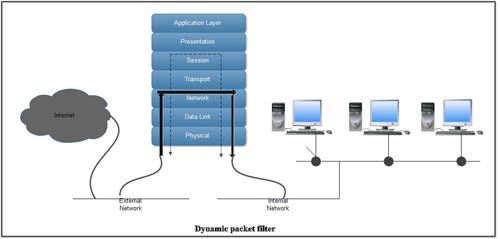 Application Layer
Presentation
Session
Transport
Network
Data Link
Physical
Internet
External
Network
Internal
Network
Dynamic packet filter